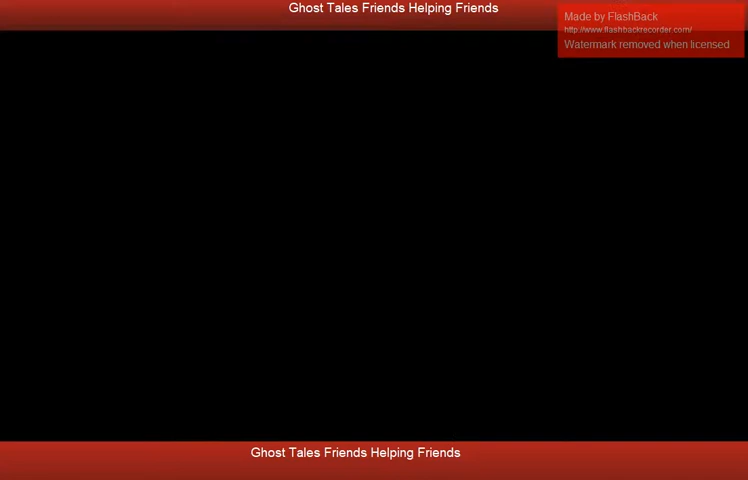 Ghost Tales Friends Helping Friends
Made by FlashBack
http://www.flashbackrecorder.com/
Watermark removed when licensed
Ghost Tales Friends Helping Friends